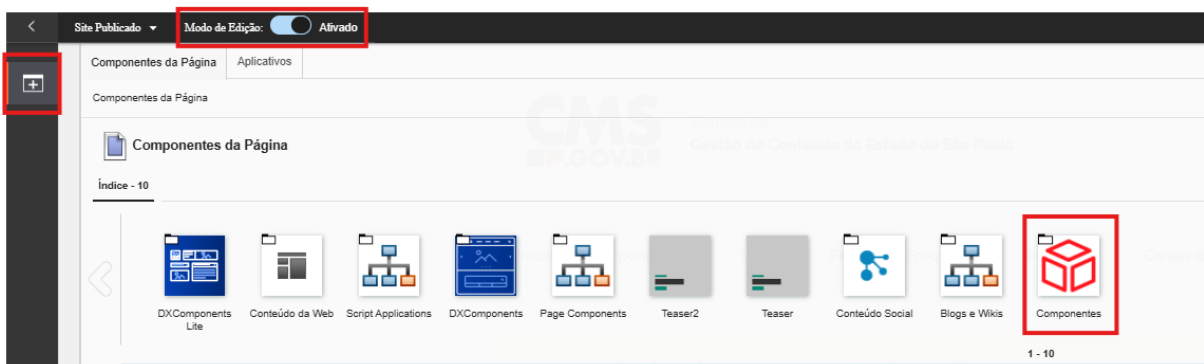 Site Publicado
Modo de Edição: Ativado
Componentes da Página
Aplicativos
Componentes da Página
CMS
SP.GOV.BR
Gestão de Conteúdo do Estado de São Paulo
Componentes da Página
Índice - 10
DXComponents Lite
Conteúdo da Web
Script Applications
DXComponents
Page Components
Teaser2
Teaser
Conteúdo Social
Blogs e Wikis
Componentes
1 - 10